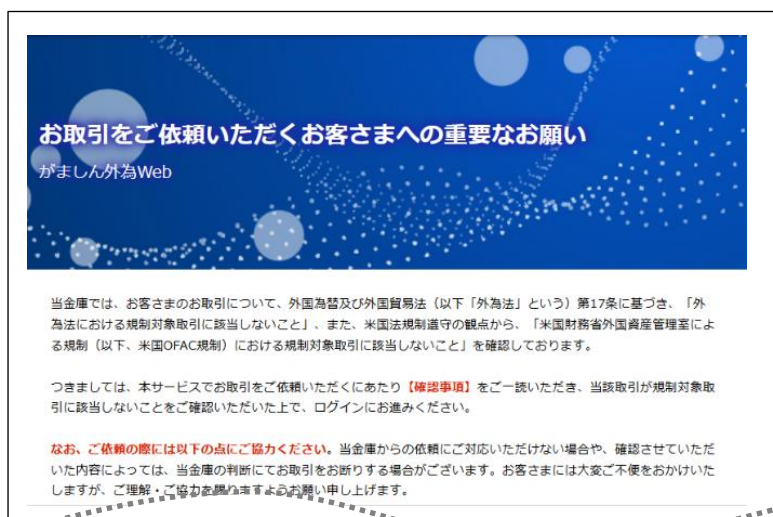 お取引をご依頼いただくお客さまへの重要なお願い
がましん外為Web
当金庫では、お客さまのお取引について、外国為替及び外国貿易法（以下「外為法」という）第17条に基づき、「外
為法における規制対象取引に該当しないこと」、また、米国法規制遵守の観点から、「米国財務省外国資産管理室によ
る規制（以下、米国OFAC規制）における規制対象取引に該当しないこと」を確認しております。
つきましては、本サービスでお取引をご依頼いただくにあたり【確認事項】をご一読いただき、当該取引が規制対象取
引に該当しないことをご確認いただいた上で、ログインにお進みください。
なお、ご依頼の際には以下の点にご協力ください。当金庫からの依頼にご対応いただけない場合や、確認させていただ
いた内容によっては、当金庫の判断にてお取引をお断りする場合がございます。お客さまには大変ご不便をおかけいた
しますが、ご理解・ご協力を賜りますようお願い申し上げます。